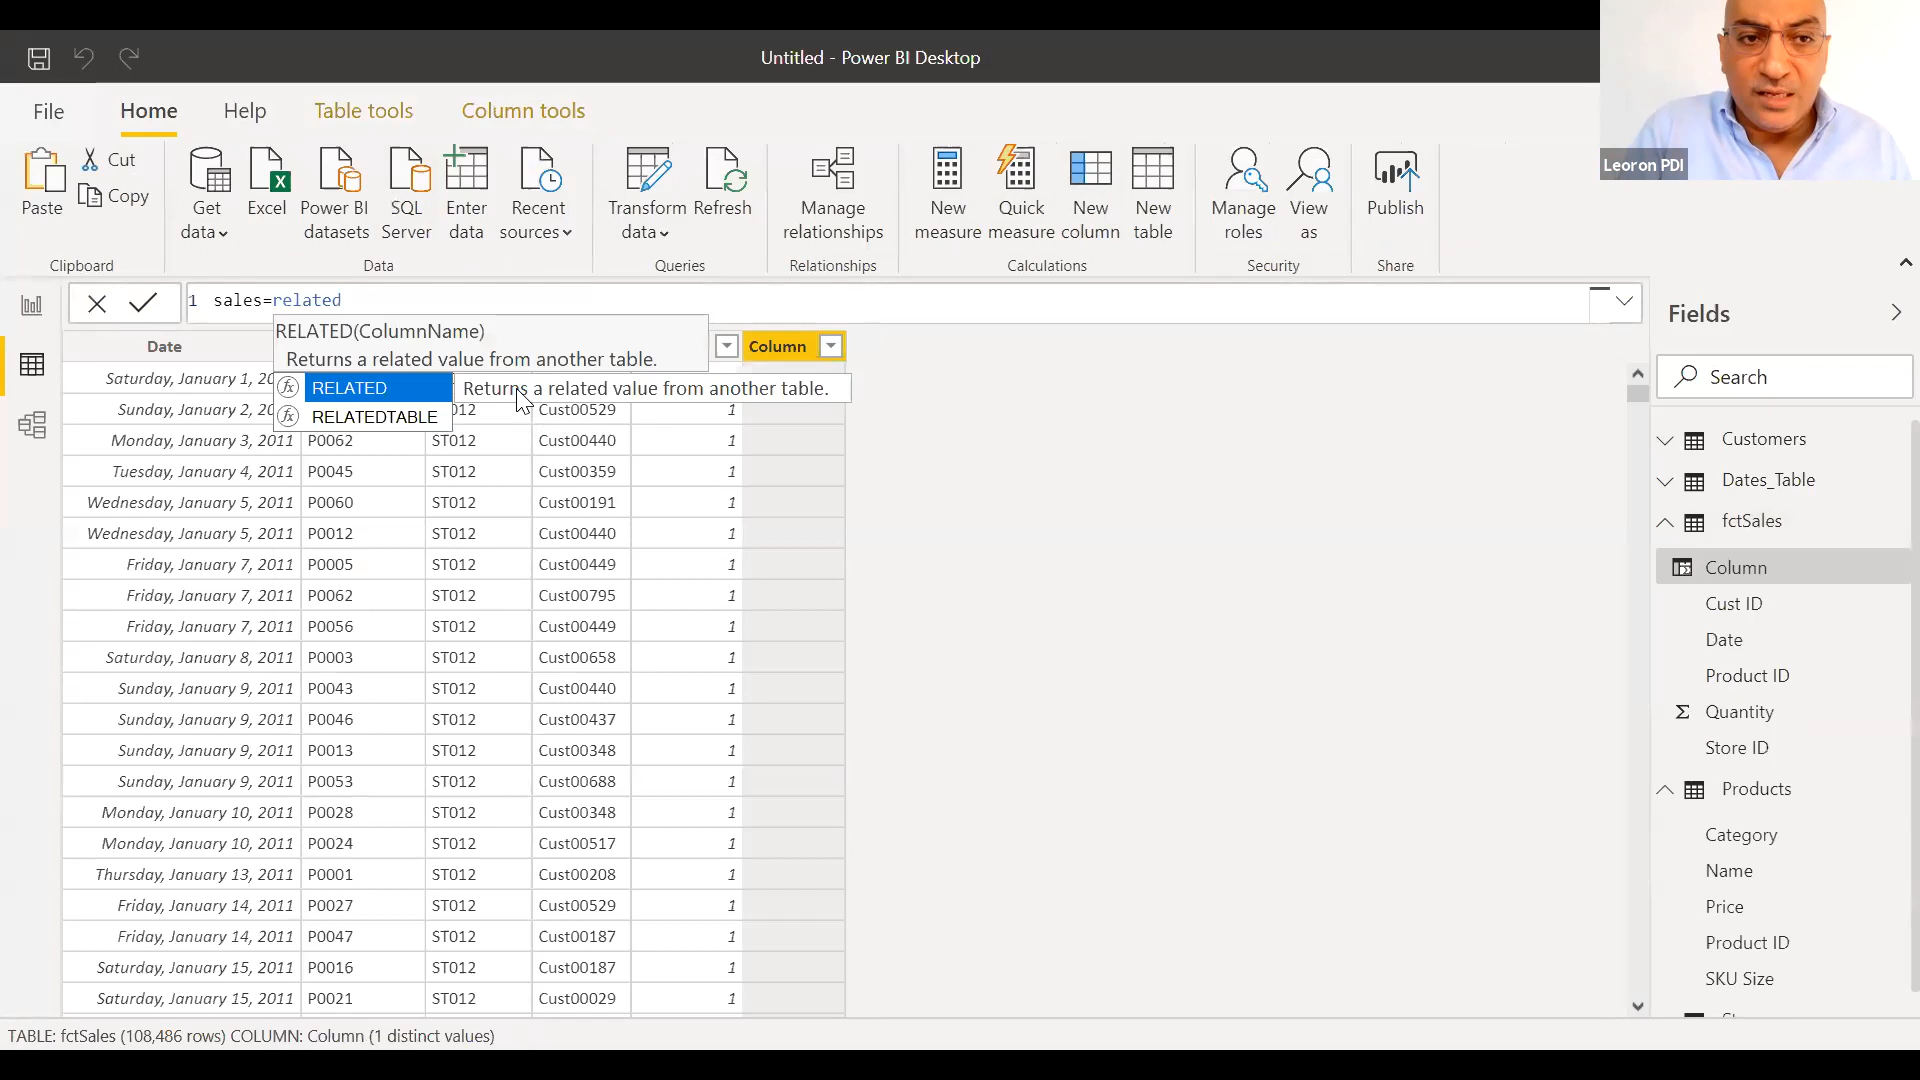 Untitled - Power BI Desktop
Leoron PDI
File Home Help Table tools Column tools
Paste
Cut
Copy
Get data
Excel
Power BI datasets
SQL Server
Enter data
Recent sources
Transform data
Refresh
Manage relationships
New measure
Quick measure
New column
New table
Manage roles
View as
Publish
Clipboard Data Queries Relationships Calculations Security Share
1 sales=related
RELATED(ColumnName)
Returns a related value from another table.
RELATED Returns a related value from another table.
RELATEDTABLE
Date Column
Saturday, January 1, 20
Sunday, January 2, 20 012 Cust00529 1
Monday, January 3, 2011 P0062 ST012 Cust00440 1
Tuesday, January 4, 2011 P0045 ST012 Cust00359 1
Wednesday, January 5, 2011 P0060 ST012 Cust00191 1
Wednesday, January 5, 2011 P0012 ST012 Cust00440 1
Friday, January 7, 2011 P0005 ST012 Cust00449 1
Friday, January 7, 2011 P0062 ST012 Cust00795 1
Friday, January 7, 2011 P0056 ST012 Cust00449 1
Saturday, January 8, 2011 P0003 ST012 Cust00658 1
Sunday, January 9, 2011 P0043 ST012 Cust00440 1
Sunday, January 9, 2011 P0046 ST012 Cust00437 1
Sunday, January 9, 2011 P0013 ST012 Cust00348 1
Sunday, January 9, 2011 P0053 ST012 Cust00688 1
Monday, January 10, 2011 P0028 ST012 Cust00348 1
Monday, January 10, 2011 P0024 ST012 Cust00517 1
Thursday, January 13, 2011 P0001 ST012 Cust00208 1
Friday, January 14, 2011 P0027 ST012 Cust00529 1
Friday, January 14, 2011 P0047 ST012 Cust00187 1
Saturday, January 15, 2011 P0016 ST012 Cust00187 1
Saturday, January 15, 2011 P0021 ST012 Cust00029 1
Fields
Search
Customers
Dates_Table
fctSales
Column
Cust ID
Date
Product ID
Σ Quantity
Store ID
Products
Category
Name
Price
Product ID
SKU Size
TABLE: fctSales (108,486 rows) COLUMN: Column (1 distinct values)